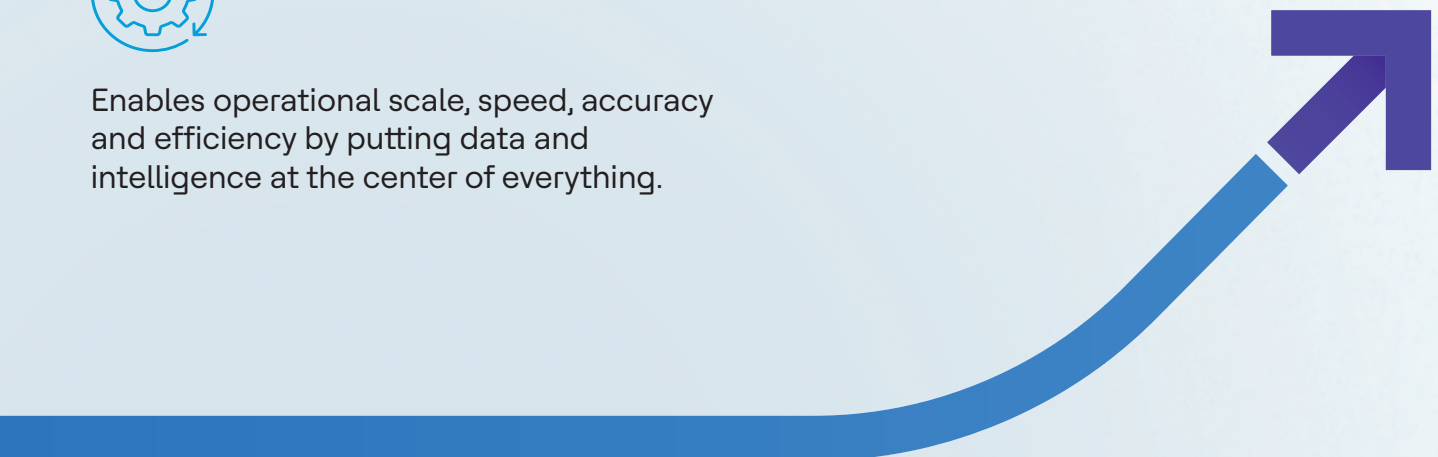 Enables operational scale, speed, accuracy
and efficiency by putting data and
intelligence at the center of everything.